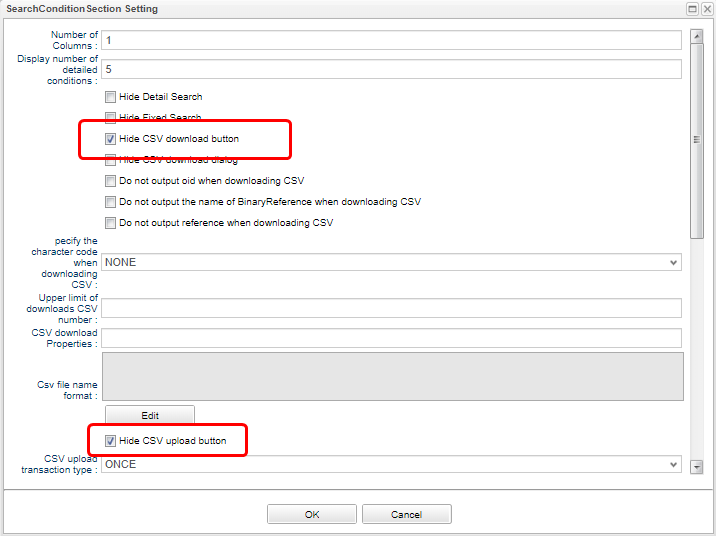 SearchConditionSection Setting
Number of
Columns :
1
Display number of
detailed
conditions :
5
Hide Detail Search
Hide Fixed Search
Hide CSV download button
Hide CSV download dialog
Do not output oid when downloading CSV
Do not output the name of BinaryReference when downloading CSV
Do not output reference when downloading CSV
pecify the
character code
when
downloading
CSV :
NONE
Upper limit of
downloads CSV
number :
CSV download
Properties :
Csv file name
format :
Edit
Hide CSV upload button
CSV upload
transaction type :
ONCE
OK
Cancel